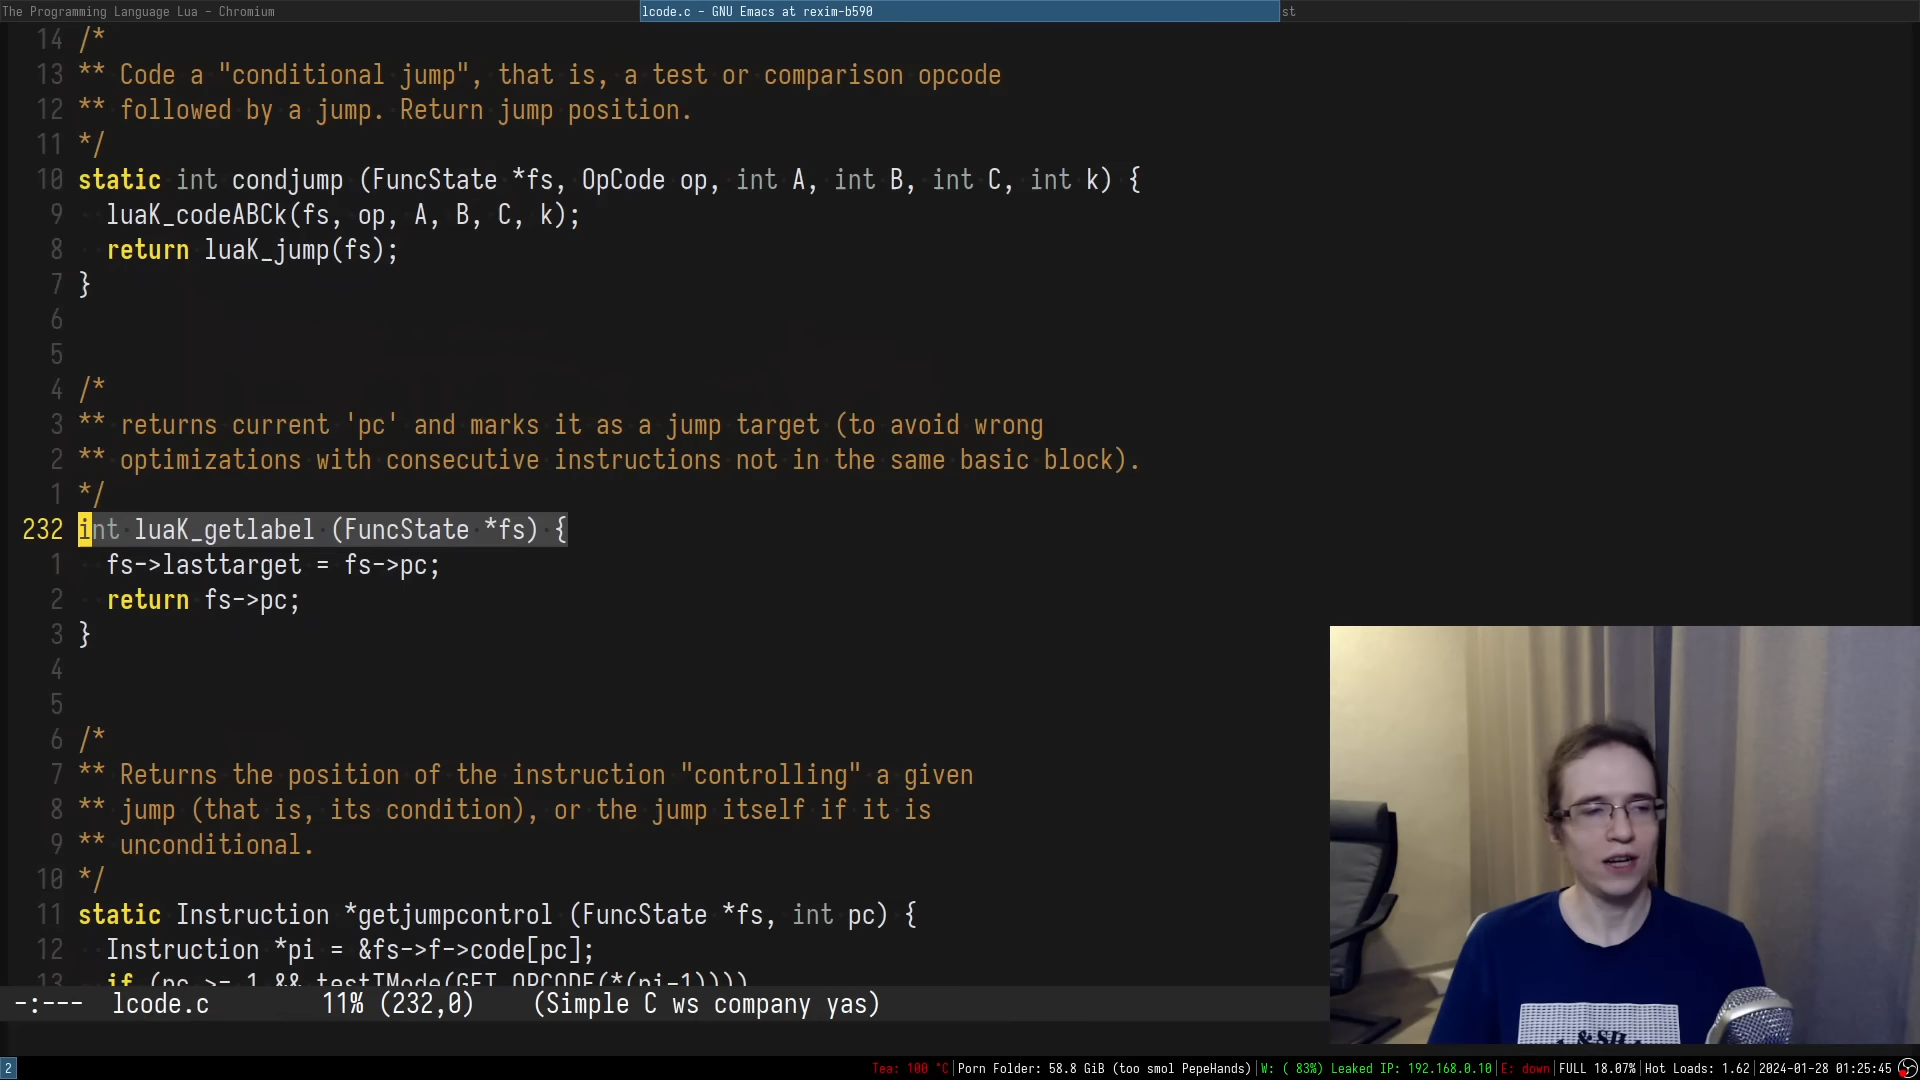 The Programming Language Lua - Chromium
lcode.c - GNU Emacs at rexim-b590
st
14 /*
13 ** Code a "conditional jump", that is, a test or comparison opcode
12 ** followed by a jump. Return jump position.
11 */
10 static int condjump (FuncState *fs, OpCode op, int A, int B, int C, int k) {
9 luaK_codeABCk(fs, op, A, B, C, k);
8 return luaK_jump(fs);
7 }
6
5
4 /*
3 ** returns current 'pc' and marks it as a jump target (to avoid wrong
2 ** optimizations with consecutive instructions not in the same basic block).
1 */
232 int luaK_getlabel (FuncState *fs) {
1 fs->lasttarget = fs->pc;
2 return fs->pc;
3 }
4
5
6 /*
7 ** Returns the position of the instruction "controlling" a given
8 ** jump (that is, its condition), or the jump itself if it is
9 ** unconditional.
10 */
11 static Instruction *getjumpcontrol (FuncState *fs, int pc) {
12 Instruction *pi = &fs->f->code[pc];
13 if (pc >= 1 && testTMode(GET_OPCODE(*(pi-1))))
-:--- lcode.c 11% (232,0) (Simple C ws company yas)
2
Tea: 100 °C|Porn Folder: 58.8 GiB (too smol PepeHands)|W: ( 83%) Leaked IP: 192.168.0.10|E: down|FULL 18.07%|Hot Loads: 1.62|2024-01-28 01:25:45